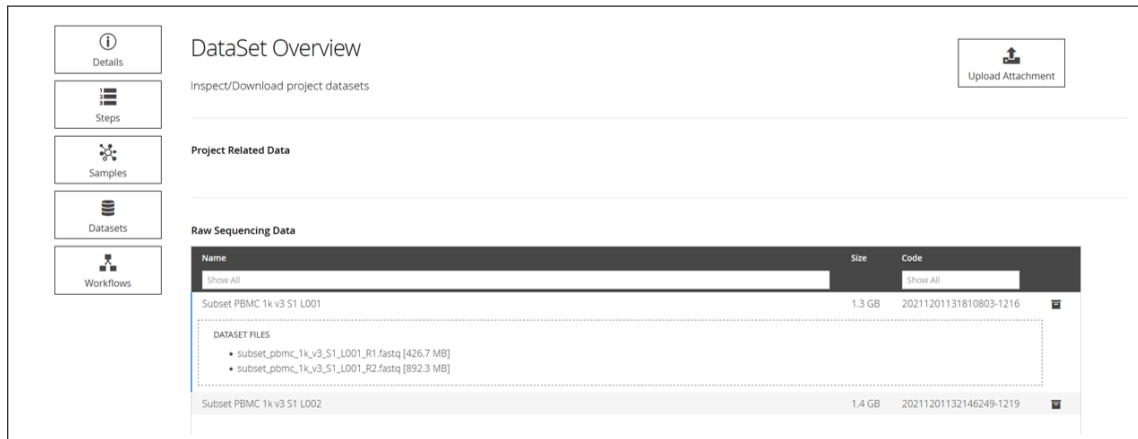 Details
Steps
Samples
Datasets
Workflows
DataSet Overview
Upload Attachment
Inspect/Download project datasets
Project Related Data
Raw Sequencing Data
Name Size Code
Show All Show All
Subset PBMC 1k v3 S1 L001 1.3 GB 20211201131810803-1216
DATASET FILES
• subset_pbmc_1k_v3_S1_L001_R1.fastq [426.7 MB]
• subset_pbmc_1k_v3_S1_L001_R2.fastq [892.3 MB]
Subset PBMC 1k v3 S1 L002 1.4 GB 20211201132146249-1219